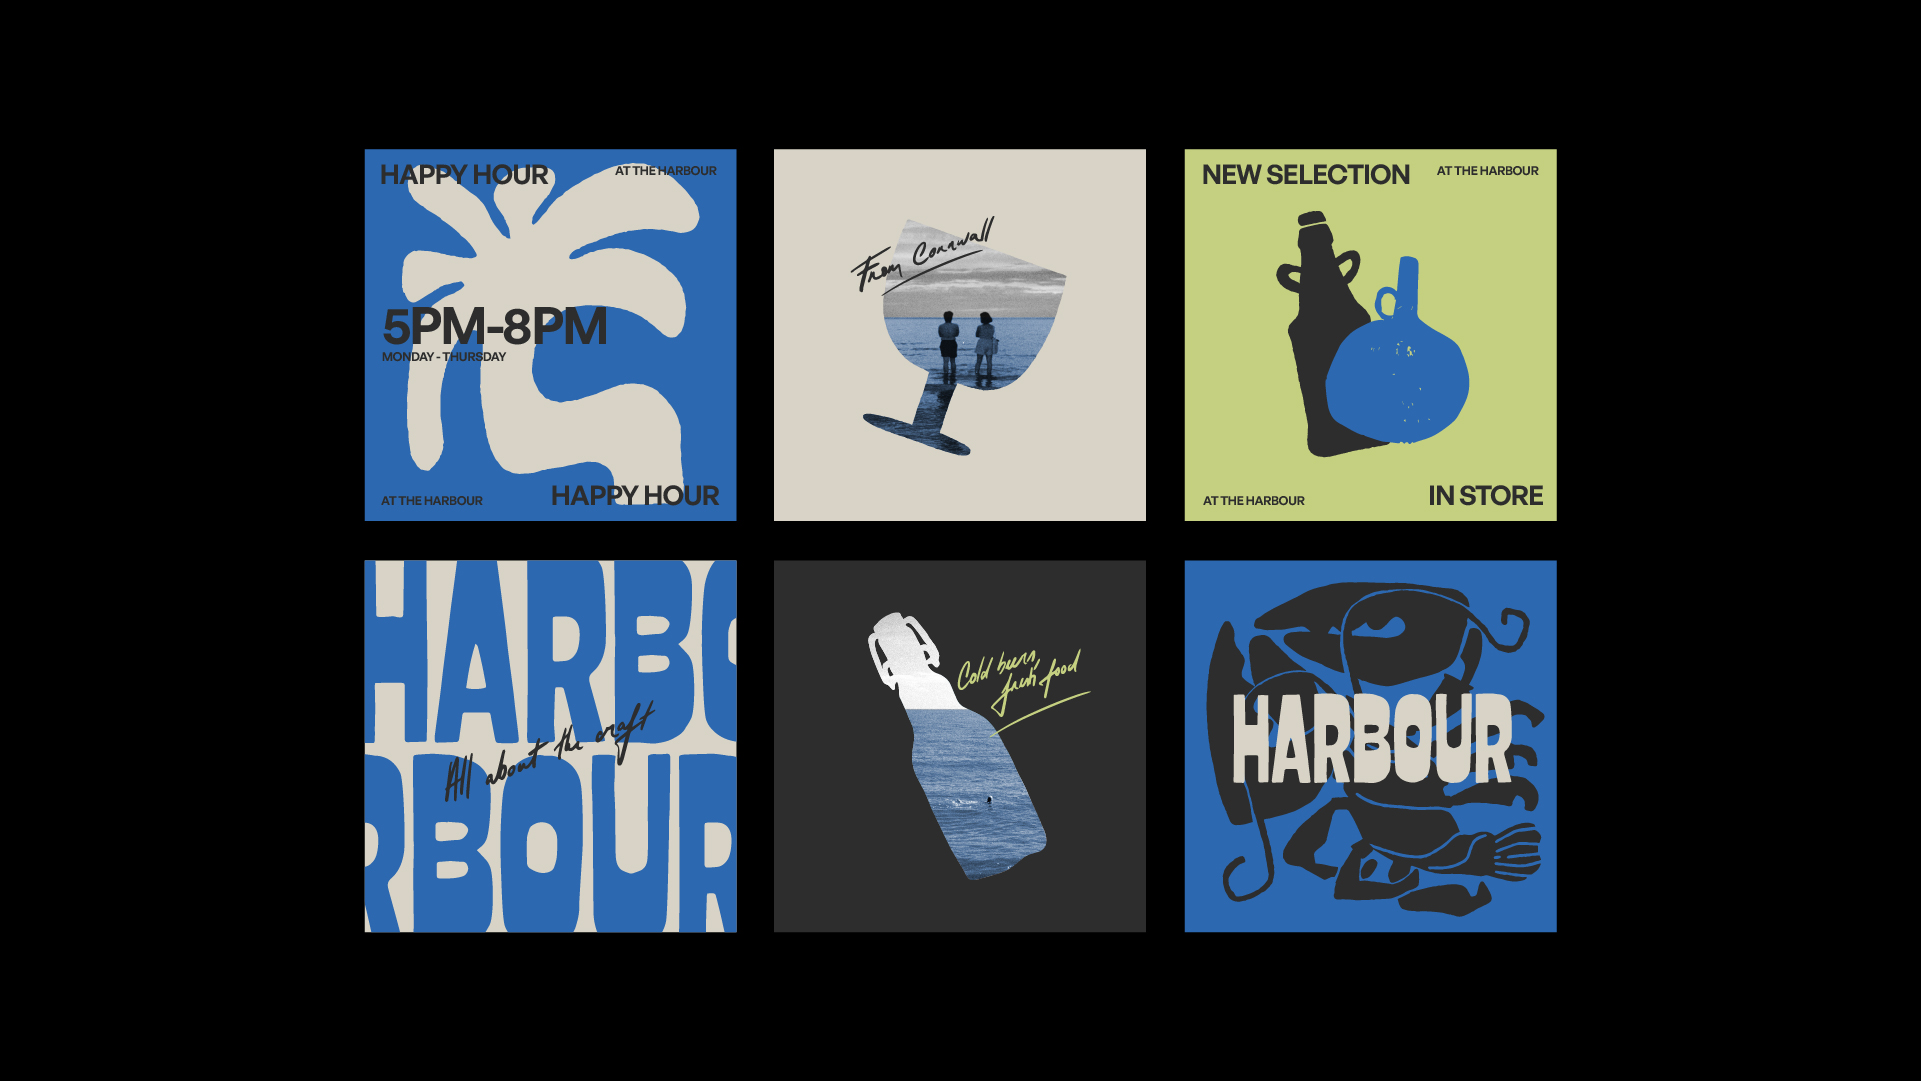 HAPPY HOUR
AT THE HARBOUR
5PM-8PM
MONDAY - THURSDAY
AT THE HARBOUR
HAPPY HOUR
From Cornwall
NEW SELECTION
AT THE HARBOUR
AT THE HARBOUR
IN STORE
HARBO
All about the craft
RBOUR
Cold beers,
fresh food
HARBOUR